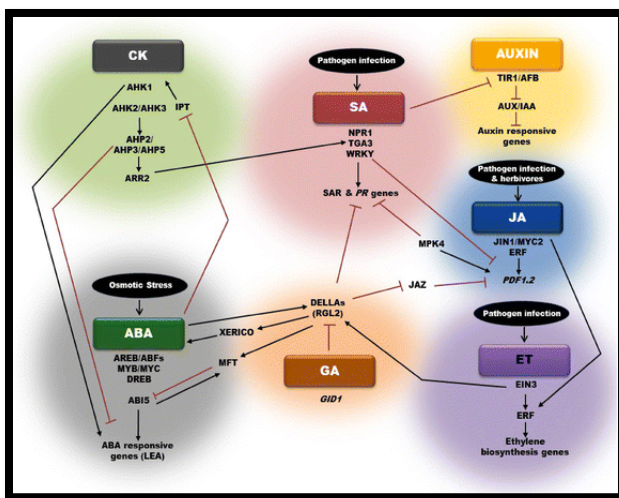 CK
AHK1
AHK2/AHK3
IPT
AHP2/
AHP3/AHP5
ARR2
Pathogen infection
SA
NPR1
TGA3
WRKY
SAR & PR genes
AUXIN
TIR1/AFB
AUX/IAA
Auxin responsive
genes
Pathogen infection
& herbivores
JA
JIN1/MYC2
ERF
PDF1.2
MPK4
JAZ
Osmotic Stress
ABA
AREB/ABFs
MYB/MYC
DREB
ABI5
ABA responsive
genes (LEA)
XERICO
MFT
DELLAs
(RGL2)
GA
GID1
Pathogen infection
ET
EIN3
ERF
Ethylene
biosynthesis genes